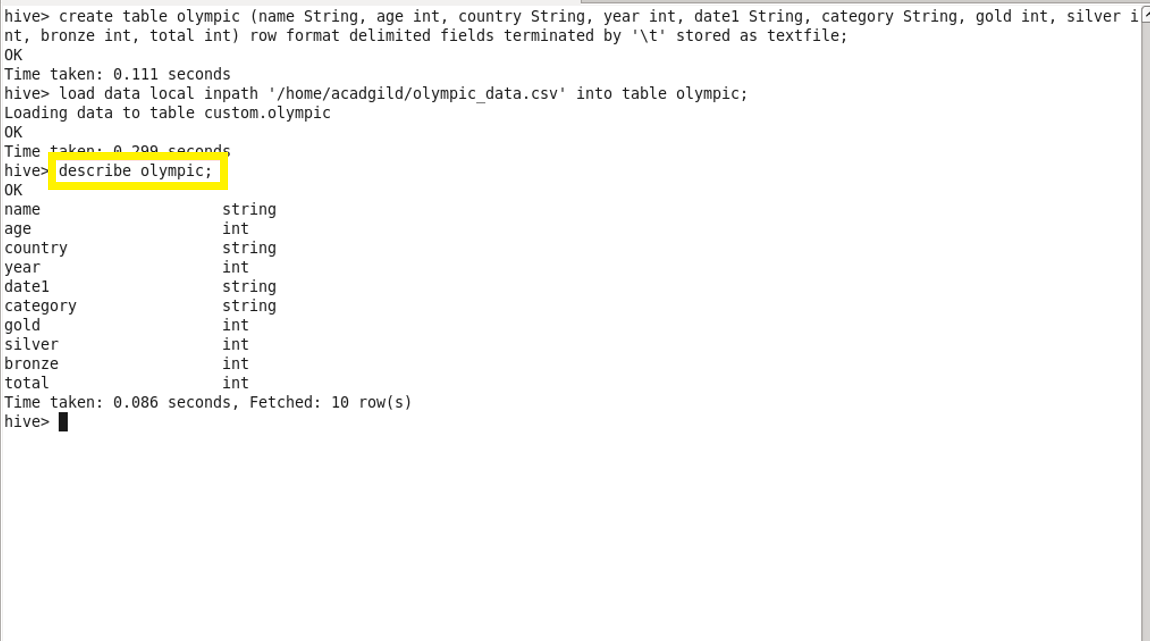 hive> create table olympic (name String, age int, country String, year int, date1 String, category String, gold int, silver i
nt, bronze int, total int) row format delimited fields terminated by '\t' stored as textfile;
OK
Time taken: 0.111 seconds
hive> load data local inpath '/home/acadgild/olympic_data.csv' into table olympic;
Loading data to table custom.olympic
OK
Time taken: 0.299 seconds
hive> describe olympic;
OK
name string
age int
country string
year int
date1 string
category string
gold int
silver int
bronze int
total int
Time taken: 0.086 seconds, Fetched: 10 row(s)
hive>